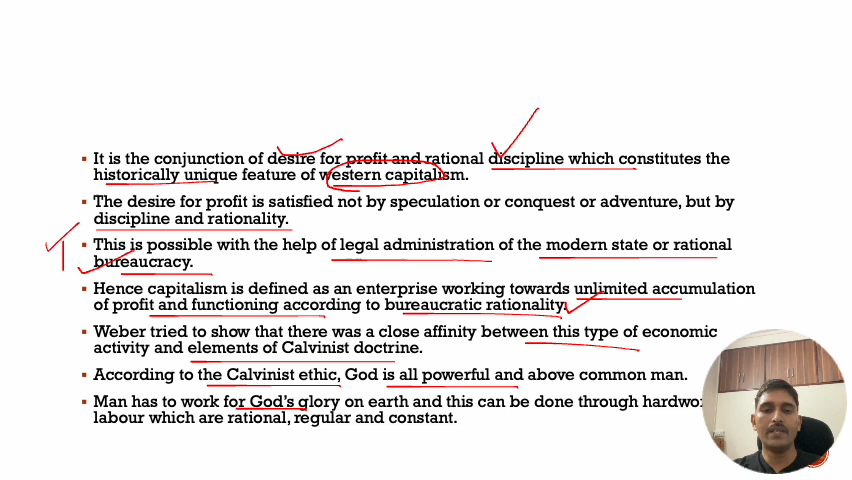 It is the conjunction of desire for profit and rational discipline which constitutes the
historically unique feature of western capitalism.
The desire for profit is satisfied not by speculation or conquest or adventure, but by
discipline and rationality.
This is possible with the help of legal administration of the modern state or rational
bureaucracy.
Hence capitalism is defined as an enterprise working towards unlimited accumulation
of profit and functioning according to bureaucratic rationality.
Weber tried to show that there was a close affinity between this type of economic
activity and elements of Calvinist doctrine.
According to the Calvinist ethic, God is all powerful and above common man.
Man has to work for God's glory on earth and this can be done through
labour which are rational, regular and constant.